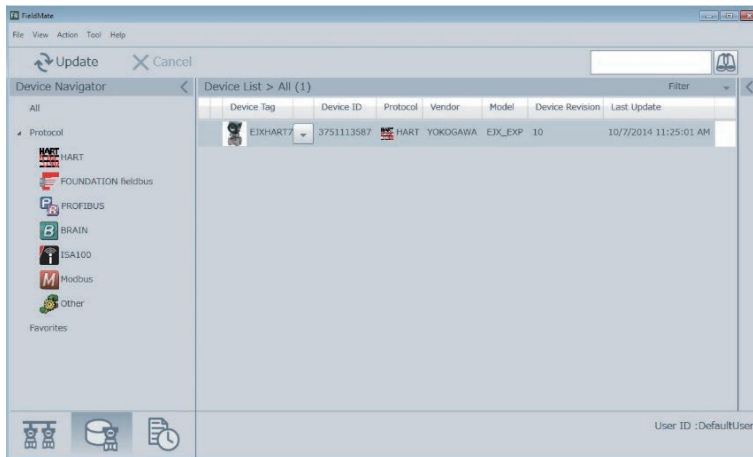 FieldMate
File View Action Tool Help
Update Cancel
Device Navigator
Device List > All (1)
Filter
All
Device Tag Device ID Protocol Vendor Model Device Revision Last Update
EJXHART7 3751113587 HART YOKOGAWA EJX_EXP 10 10/7/2014 11:25:01 AM
Protocol
HART
FOUNDATION fieldbus
PROFIBUS
BRAIN
ISA100
Modbus
Other
Favorites
User ID :DefaultUser